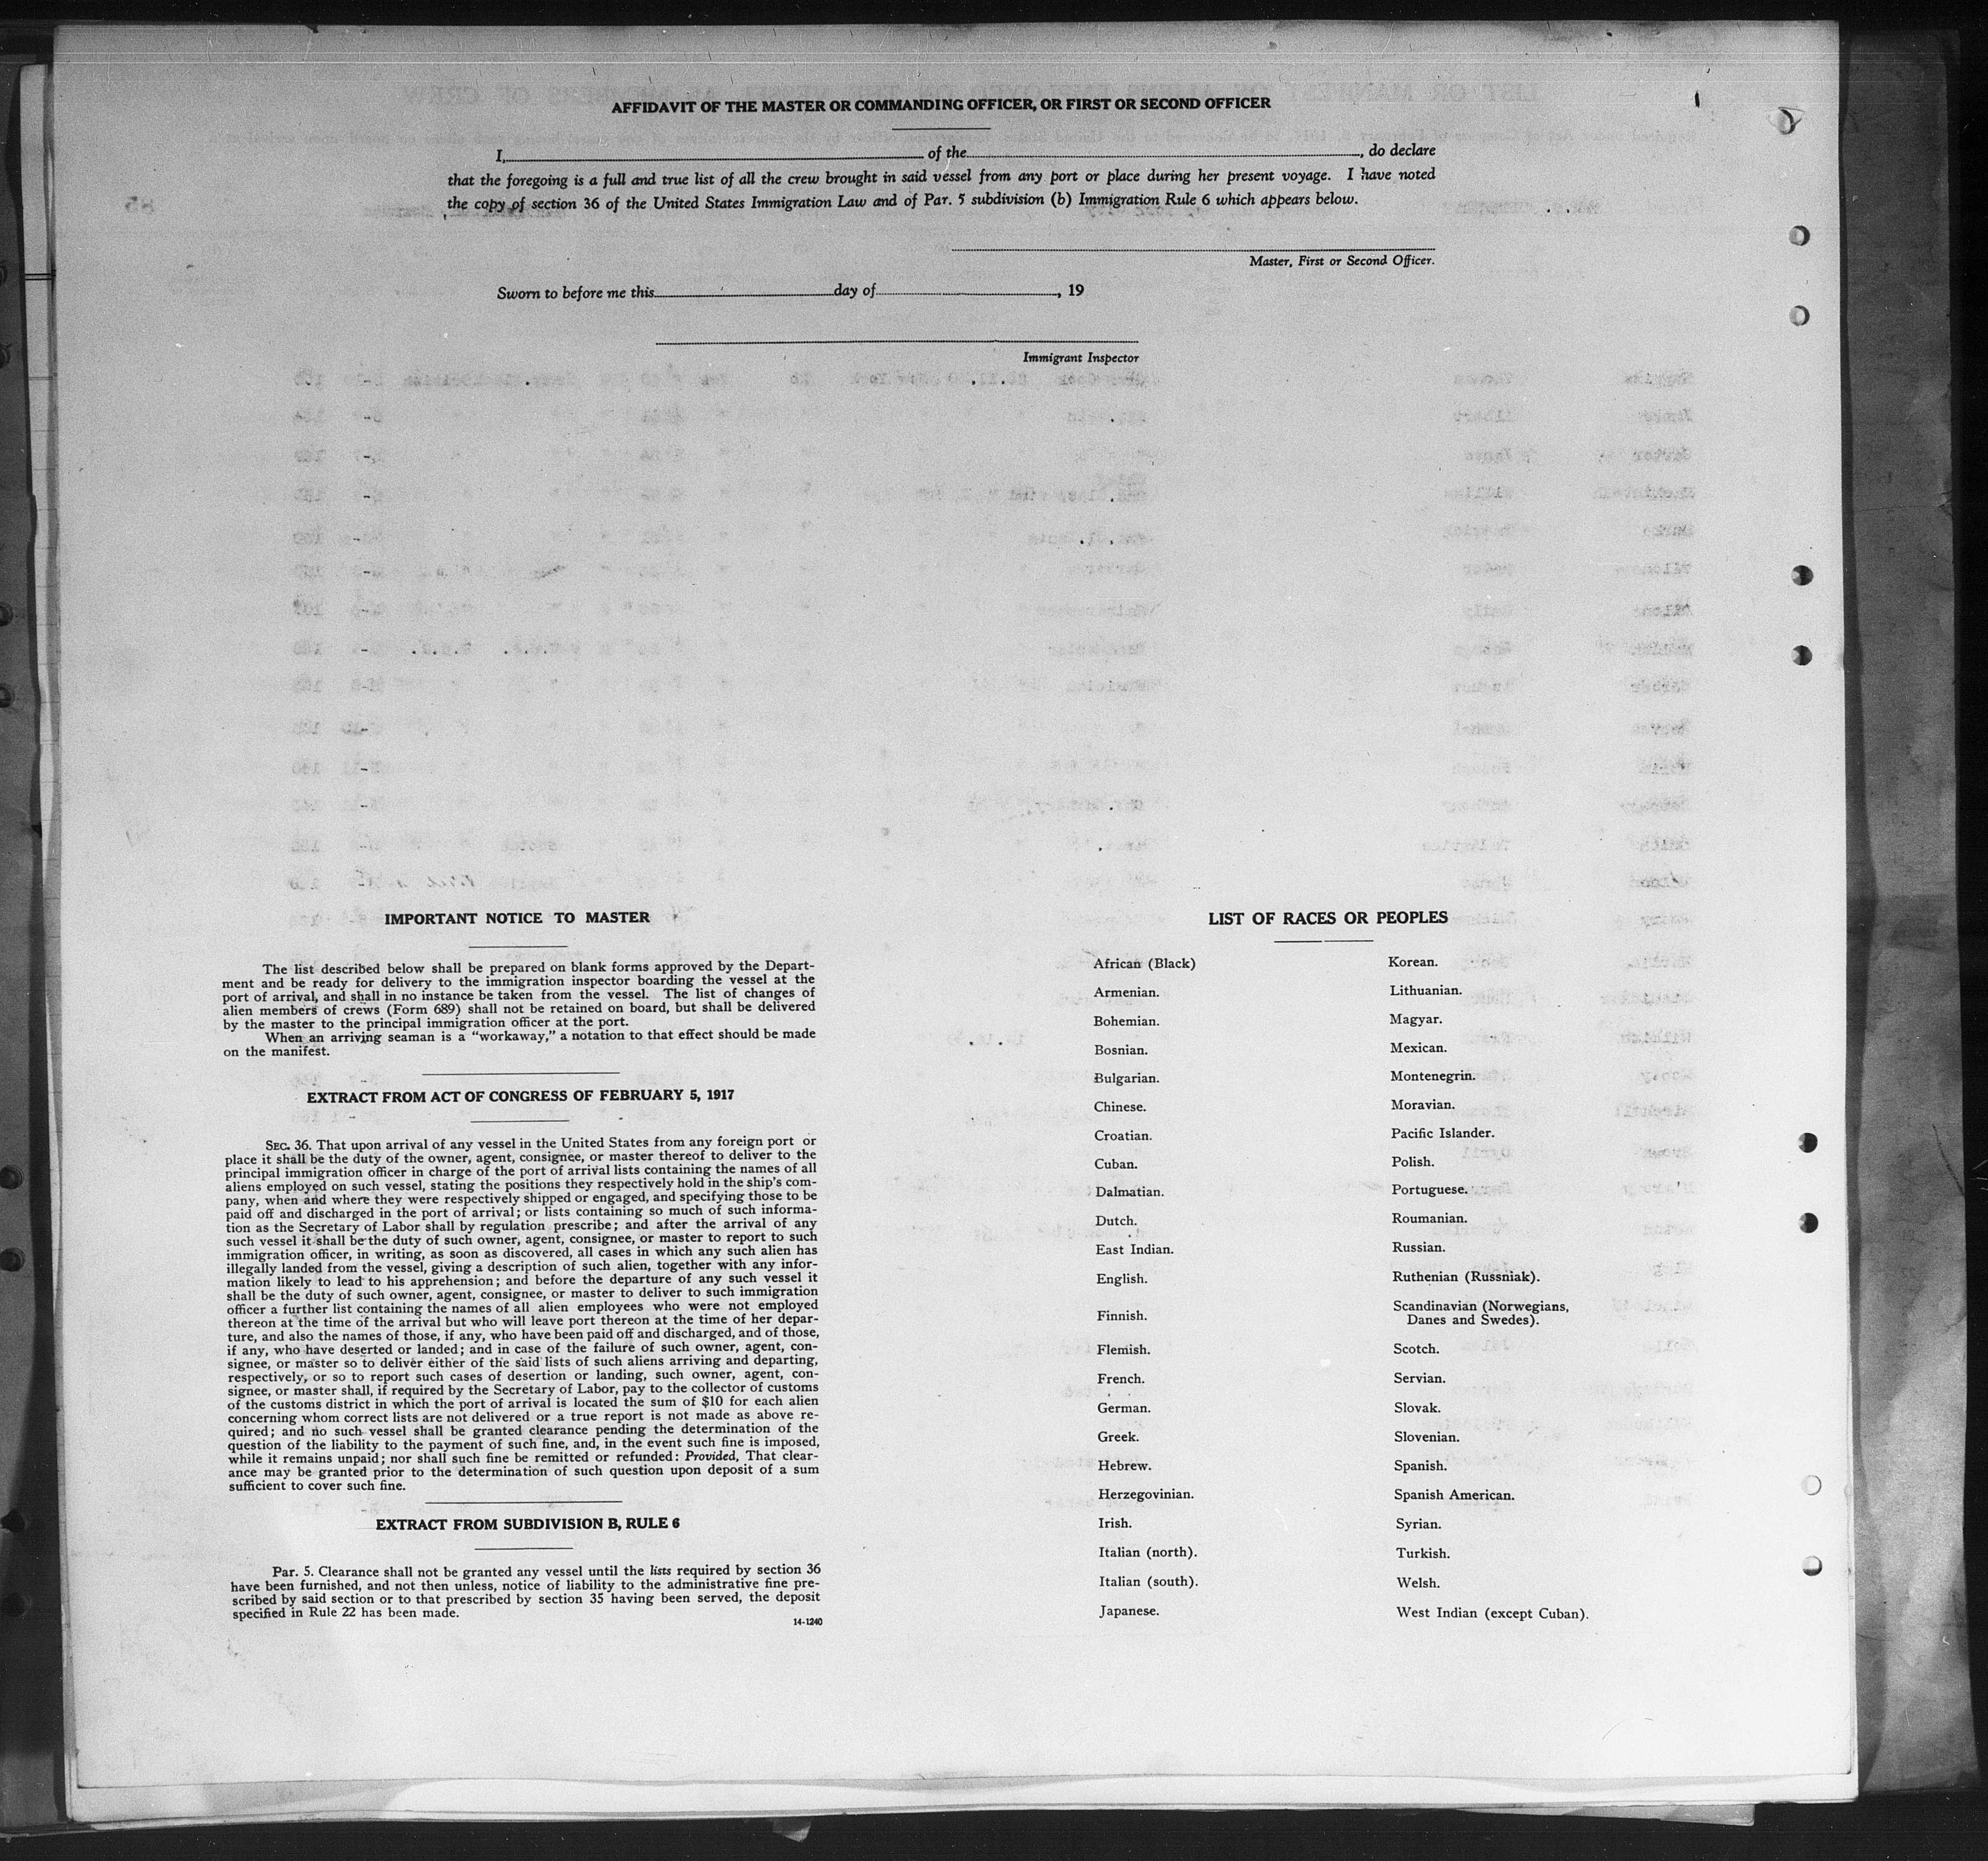 AFFIDAVIT OF THE MASTER OR COMMANDING OFFICER, OR FIRST OR SECOND OFFICER
I, of the , do declare
that the foregoing is a full and true list of all the crew brought in said vessel from any port or place during her present voyage. I have noted
the copy of section 36 of the United States Immigration Law and of Par. 5 subdivision (b) Immigration Rule 6 which appears below.
Master, First or Second Officer.
Sworn to before me this day of , 19
Immigrant Inspector
IMPORTANT NOTICE TO MASTER
The list described below shall be prepared on blank forms approved by the Depart-
ment and be ready for delivery to the immigration inspector boarding the vessel at the
port of arrival, and shall in no instance be taken from the vessel. The list of changes of
alien members of crews (Form 689) shall not be retained on board, but shall be delivered
by the master to the principal immigration officer at the port.
When an arriving seaman is a "workaway," a notation to that effect should be made
on the manifest.
EXTRACT FROM ACT OF CONGRESS OF FEBRUARY 5, 1917
SEC. 36. That upon arrival of any vessel in the United States from any foreign port or
place it shall be the duty of the owner, agent, consignee, or master thereof to deliver to the
principal immigration officer in charge of the port of arrival lists containing the names of all
aliens employed on such vessel, stating the positions they respectively hold in the ship's com-
pany, when and where they were respectively shipped or engaged, and specifying those to be
paid off and discharged in the port of arrival; or lists containing so much of such informa-
tion as the Secretary of Labor shall by regulation prescribe; and after the arrival of any
such vessel it shall be the duty of such owner, agent, consignee, or master to report to such
immigration officer, in writing, as soon as discovered, all cases in which any such alien has
illegally landed from the vessel, giving a description of such alien, together with any infor-
mation likely to lead to his apprehension; and before the departure of any such vessel it
shall be the duty of such owner, agent, consignee, or master to deliver to such immigration
officer a further list containing the names of all alien employees who were not employed
thereon at the time of the arrival but who will leave port thereon at the time of her depar-
ture, and also the names of those, if any, who have been paid off and discharged, and of those,
if any, who have deserted or landed; and in case of the failure of such owner, agent, con-
signee, or master so to deliver either of the said lists of such aliens arriving and departing,
respectively, or so to report such cases of desertion or landing, such owner, agent, con-
signee, or master shall, if required by the Secretary of Labor, pay to the collector of customs
of the customs district in which the port of arrival is located the sum of $10 for each alien
concerning whom correct lists are not delivered or a true report is not made as above re-
quired; and no such vessel shall be granted clearance pending the determination of the
question of the liability to the payment of such fine, and, in the event such fine is imposed,
while it remains unpaid; nor shall such fine be remitted or refunded: Provided, That clear-
ance may be granted prior to the determination of such question upon deposit of a sum
sufficient to cover such fine.
EXTRACT FROM SUBDIVISION B, RULE 6
Par. 5. Clearance shall not be granted any vessel until the lists required by section 36
have been furnished, and not then unless, notice of liability to the administrative fine pre-
scribed by said section or to that prescribed by section 35 having been served, the deposit
specified in Rule 22 has been made.
14-1240
LIST OF RACES OR PEOPLES
African (Black)
Armenian.
Bohemian.
Bosnian.
Bulgarian.
Chinese.
Croatian.
Cuban.
Dalmatian.
Dutch.
East Indian.
English.
Finnish.
Flemish.
French.
German.
Greek.
Hebrew.
Herzegovinian.
Irish.
Italian (north).
Italian (south).
Japanese.
Korean.
Lithuanian.
Magyar.
Mexican.
Montenegrin.
Moravian.
Pacific Islander.
Polish.
Portuguese.
Roumanian.
Russian.
Ruthenian (Russniak).
Scandinavian (Norwegians,
Danes and Swedes).
Scotch.
Servian.
Slovak.
Slovenian.
Spanish.
Spanish American.
Syrian.
Turkish.
Welsh.
West Indian (except Cuban).